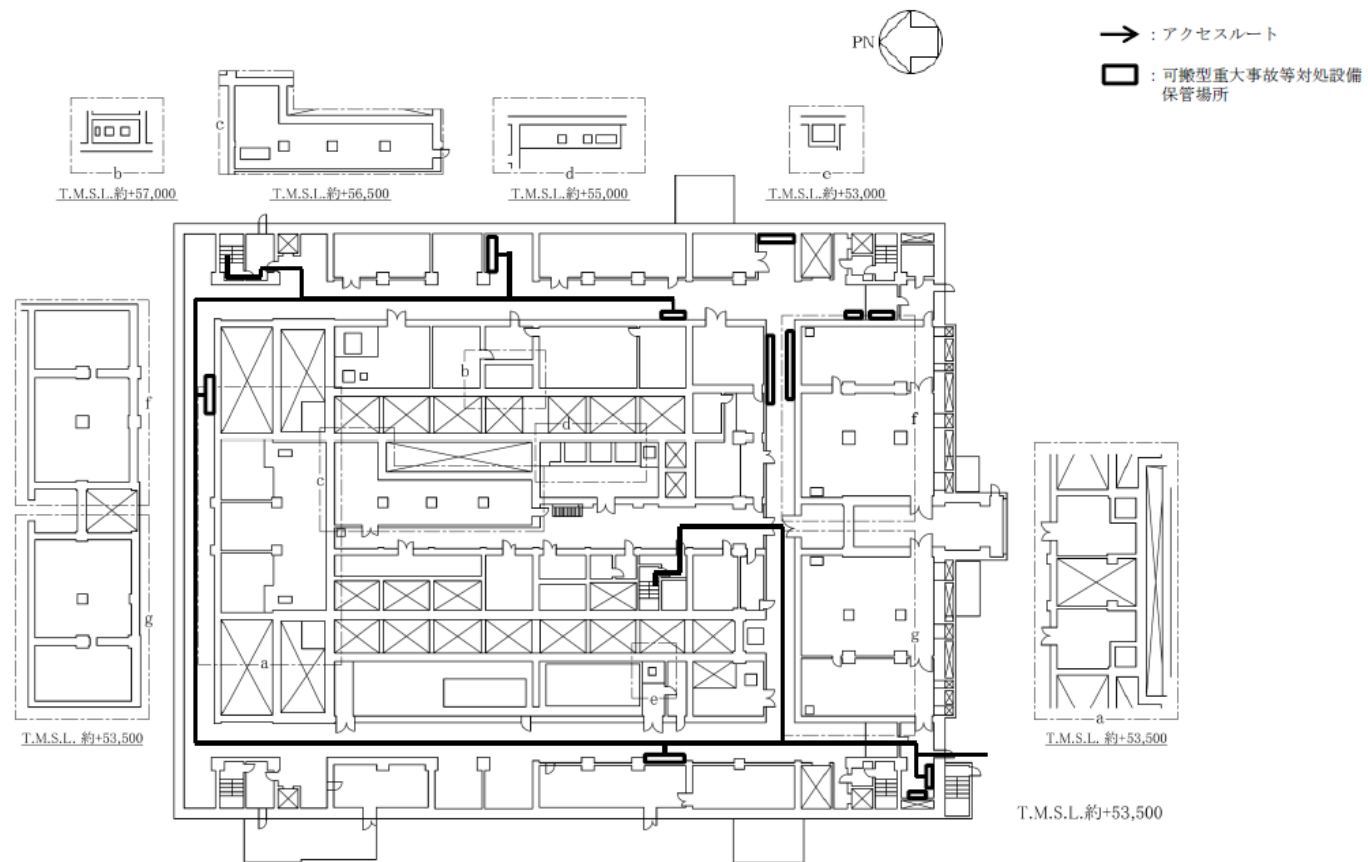 PN
：アクセスルート
：可搬型重大事故等対処設備
保管場所
c
b
T.M.S.L.約+57,000
T.M.S.L.約+56,500
d
T.M.S.L.約+55,000
e
T.M.S.L.約+53,000
f
g
T.M.S.L. 約+53,500
b
d
c
f
a
e
g
a
T.M.S.L. 約+53,500
T.M.S.L.約+53,500